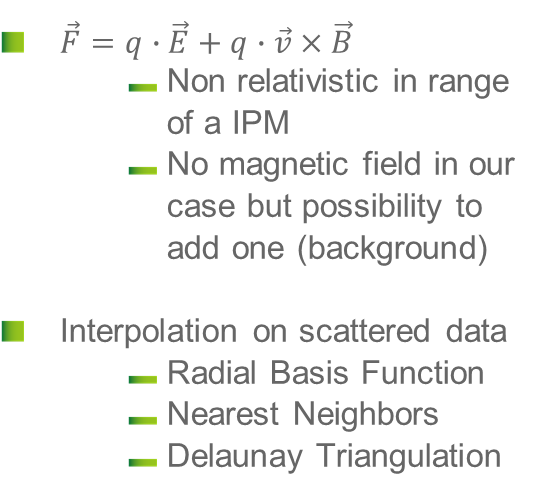 F⃗ = q · E⃗ + q · v⃗ × B⃗
Non relativistic in range
of a IPM
No magnetic field in our
case but possibility to
add one (background)
Interpolation on scattered data
Radial Basis Function
Nearest Neighbors
Delaunay Triangulation